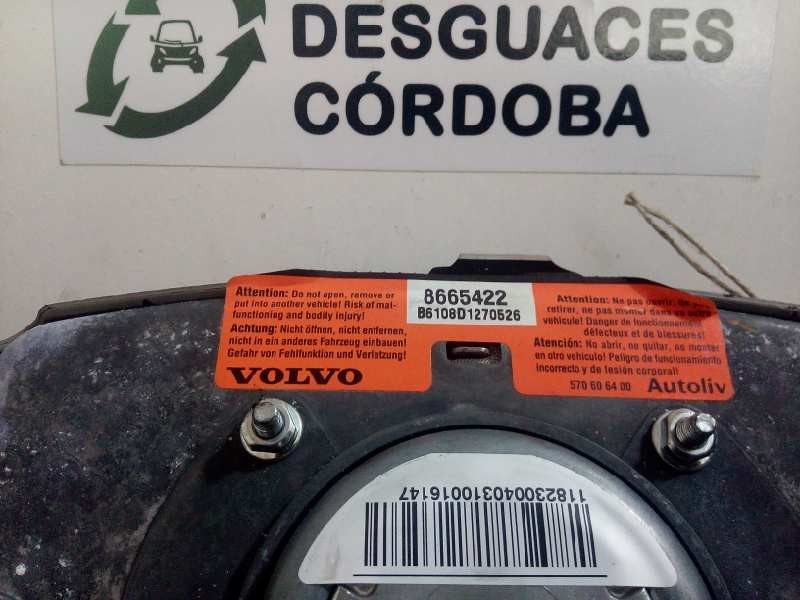 DESGUACES
CÓRDOBA
Attention: Do not open, remove or
put into another vehicle! Risk of mal-
functioning and bodily injury!
Achtung: Nicht öffnen, nicht entfernen,
nicht in ein anderes Fahrzeug einbauen!
Gefahr von Fehlfunktion und Verletzung!
VOLVO
8665422
B6108D1270526
Attention: Ne pas ouvrir, ne pas
retirer, ne pas monter dans un autre
véhicule! Danger de fonctionnement
défecteux et de blessures!
Atención: No abrir, no quitar, no montar
en otro vehículo! Peligro de funcionamiento
incorrecto y de lesión corporal!
570 60 64 00 Autoliv
1182300040310016147